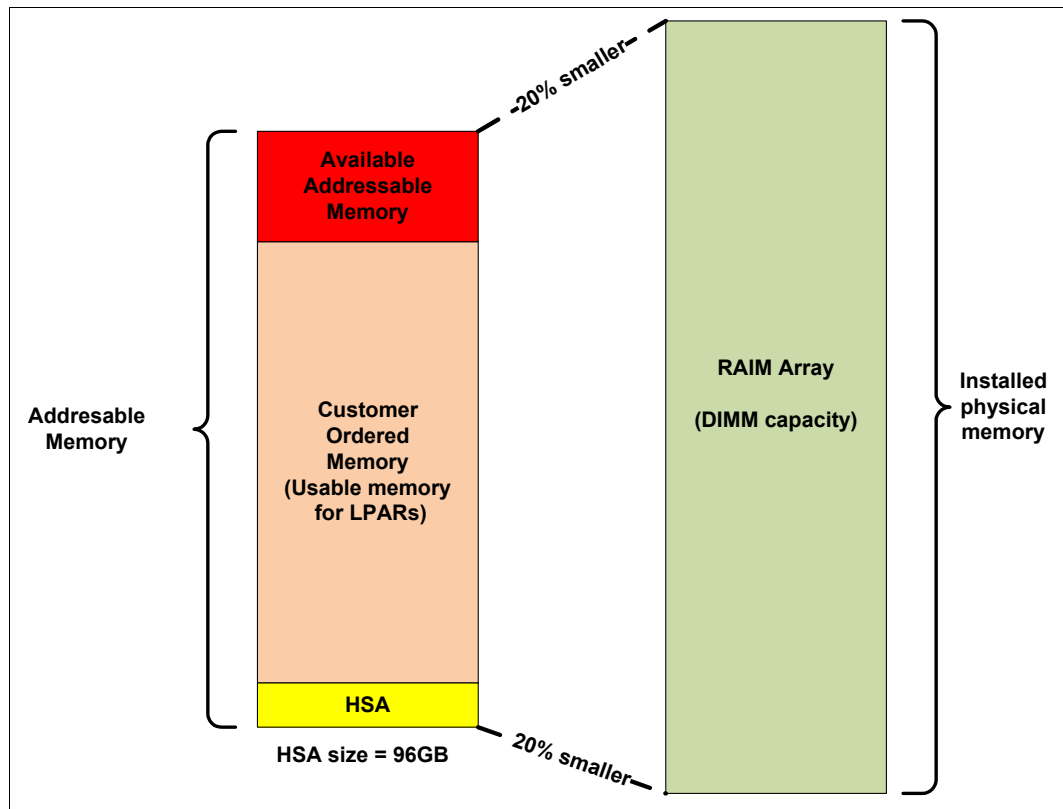 20% smaller
Available
Addressable
Memory
Addresable
Memory
Customer
Ordered
Memory
(Usable memory
for LPARs)
HSA
HSA size = 96GB
20% smaller
RAIM Array
(DIMM capacity)
Installed
physical
memory